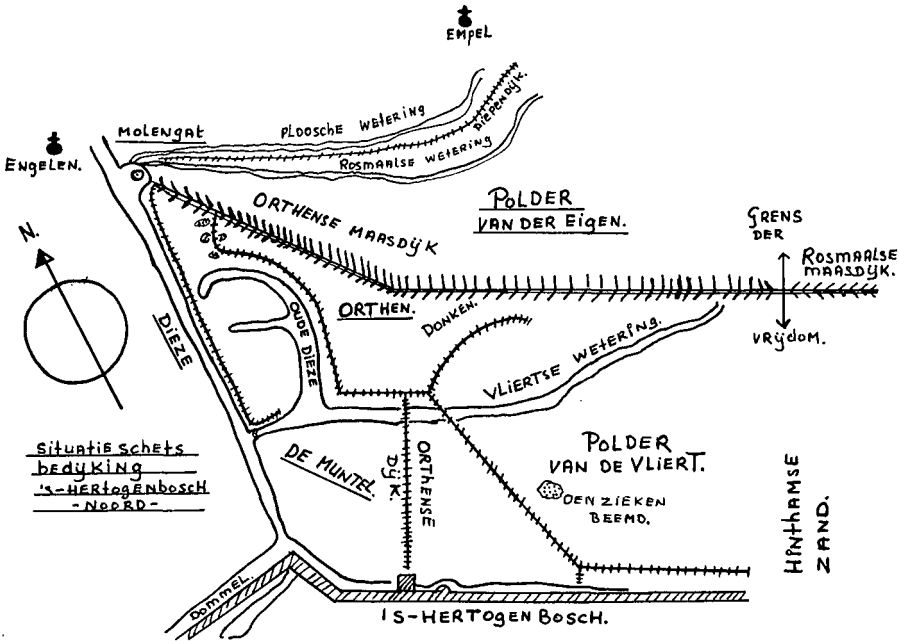 EMPEL
MOLENGAT
PLOOSCHE WETERING
DIEPENDIJK.
ROSMAALSE WETERING
ENGELEN.
POLDER
VAN DER EIGEN.
ORTHENSE MAASDIJK
GRENS
DER
ROSMAALSE
MAASDIJK.
N.
ORTHEN.
DONKEN.
OUDE DIEZE
DIEZE
VRIJDOM.
VLIERTSE WETERING.
SITUATIE SCHETS
BEDIJKING
'S-HERTOGENBOSCH
-NOORD-
DE MUNTEL.
ORTHENSE
DIJK.
POLDER
VAN DE VLIERT.
OEN ZIEKEN
BEEMD.
HINTHAMSE
ZAND.
DOMMEL.
'S-HERTOGENBOSCH.